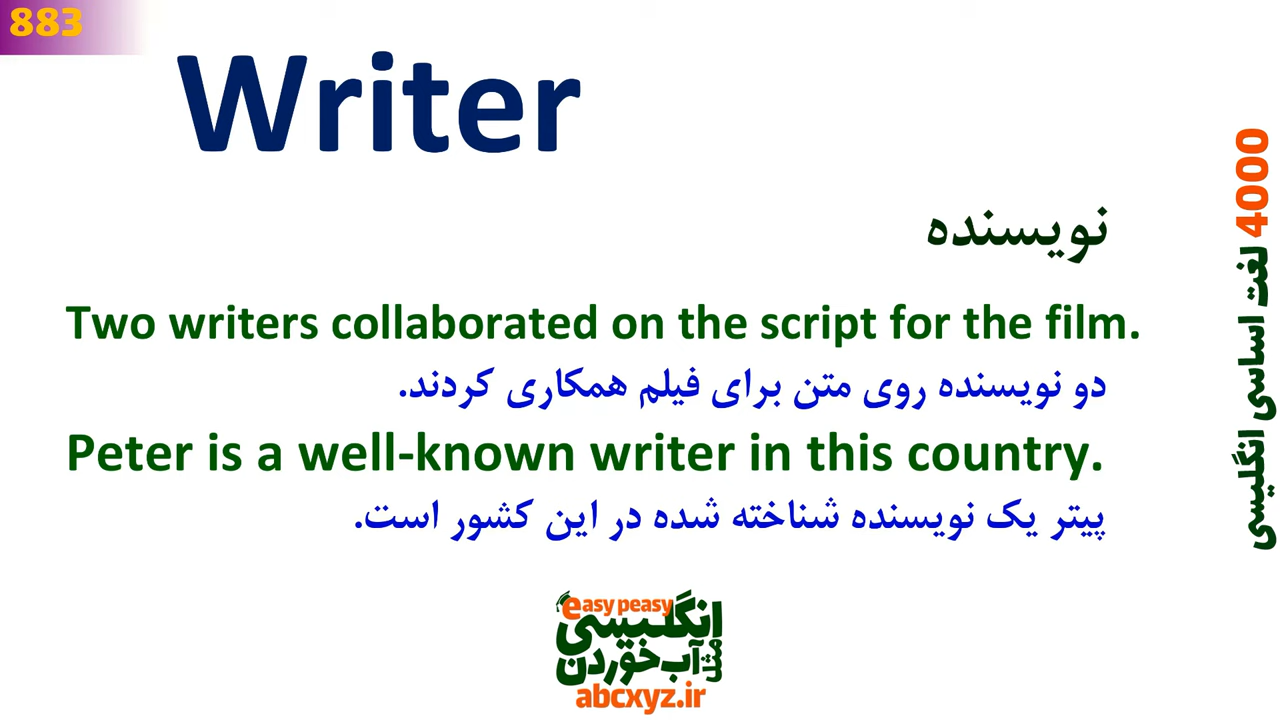 883
Writer
نویسنده
Two writers collaborated on the script for the film.
دو نویسنده روی متن برای فیلم همکاری کردند.
Peter is a well-known writer in this country.
پیتر یک نویسنده شناخته شده در این کشور است.
4000 لغت اساسی انگلیسی
easy peasy
انگلیسی
مثل آب خوردن
abcxyz.ir